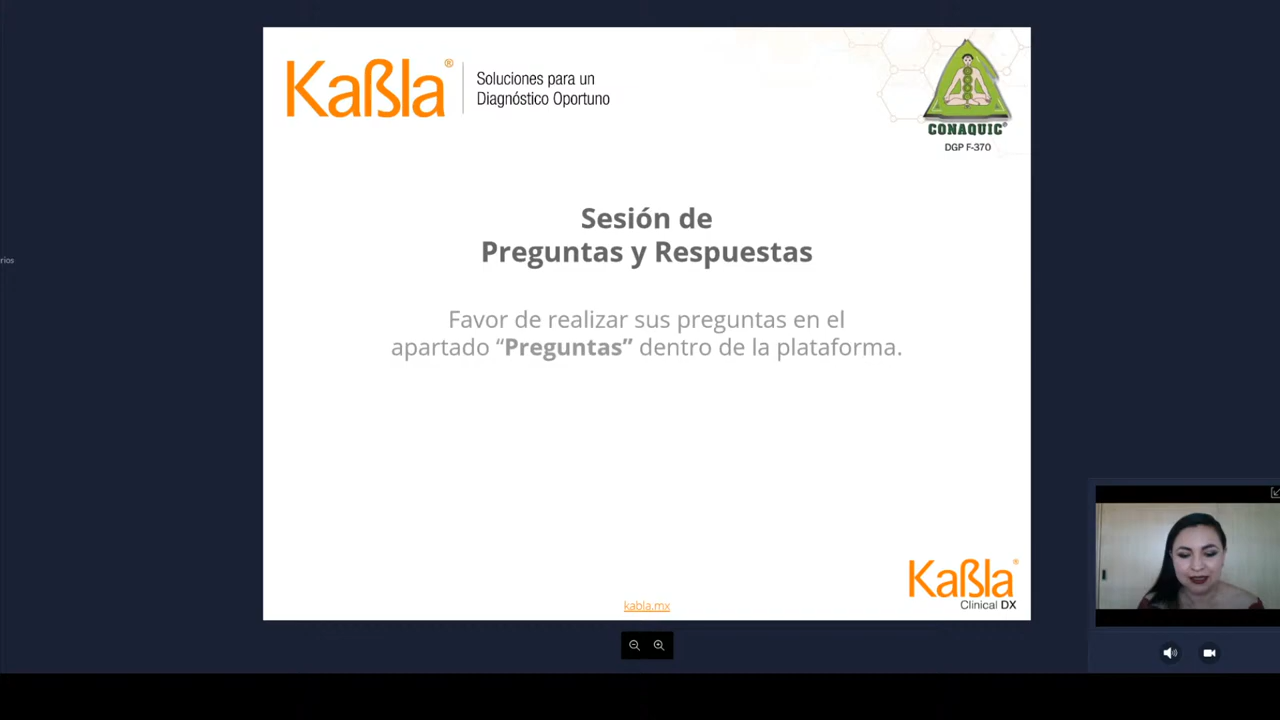 Kaßla®
Soluciones para un
Diagnóstico Oportuno
CONAQUIC®
DGP F-370
Sesión de
Preguntas y Respuestas
Favor de realizar sus preguntas en el
apartado “Preguntas” dentro de la plataforma.
rios
Kaßla®
Clinical DX
kabla.mx